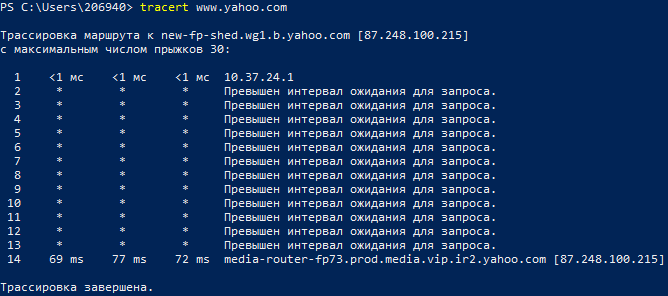 PS C:\Users\206940> tracert www.yahoo.com
Трассировка маршрута к new-fp-shed.wg1.b.yahoo.com [87.248.100.215]
с максимальным числом прыжков 30:
1 <1 мс <1 мс <1 мс 10.37.24.1
2 * * * Превышен интервал ожидания для запроса.
3 * * * Превышен интервал ожидания для запроса.
4 * * * Превышен интервал ожидания для запроса.
5 * * * Превышен интервал ожидания для запроса.
6 * * * Превышен интервал ожидания для запроса.
7 * * * Превышен интервал ожидания для запроса.
8 * * * Превышен интервал ожидания для запроса.
9 * * * Превышен интервал ожидания для запроса.
10 * * * Превышен интервал ожидания для запроса.
11 * * * Превышен интервал ожидания для запроса.
12 * * * Превышен интервал ожидания для запроса.
13 * * * Превышен интервал ожидания для запроса.
14 69 ms 77 ms 72 ms media-router-fp73.prod.media.vip.ir2.yahoo.com [87.248.100.215]
Трассировка завершена.